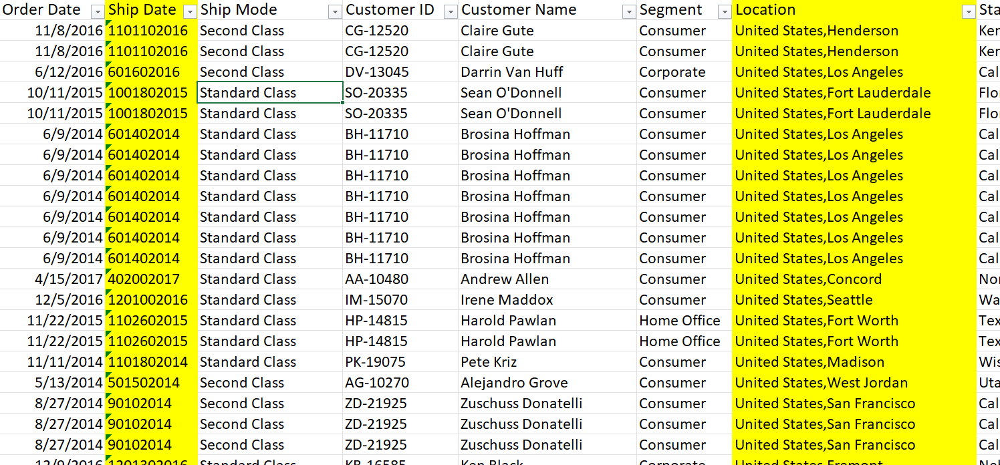 Order Date Ship Date Ship Mode Customer ID Customer Name Segment Location Sta
11/8/2016 1101102016 Second Class CG-12520 Claire Gute Consumer United States,Henderson Ken
11/8/2016 1101102016 Second Class CG-12520 Claire Gute Consumer United States,Henderson Ken
6/12/2016 601602016 Second Class DV-13045 Darrin Van Huff Corporate United States,Los Angeles Cal
10/11/2015 1001802015 Standard Class SO-20335 Sean O'Donnell Consumer United States,Fort Lauderdale Flo
10/11/2015 1001802015 Standard Class SO-20335 Sean O'Donnell Consumer United States,Fort Lauderdale Flo
6/9/2014 601402014 Standard Class BH-11710 Brosina Hoffman Consumer United States,Los Angeles Cal
6/9/2014 601402014 Standard Class BH-11710 Brosina Hoffman Consumer United States,Los Angeles Cal
6/9/2014 601402014 Standard Class BH-11710 Brosina Hoffman Consumer United States,Los Angeles Cal
6/9/2014 601402014 Standard Class BH-11710 Brosina Hoffman Consumer United States,Los Angeles Cal
6/9/2014 601402014 Standard Class BH-11710 Brosina Hoffman Consumer United States,Los Angeles Cal
6/9/2014 601402014 Standard Class BH-11710 Brosina Hoffman Consumer United States,Los Angeles Cal
6/9/2014 601402014 Standard Class BH-11710 Brosina Hoffman Consumer United States,Los Angeles Cal
4/15/2017 402002017 Standard Class AA-10480 Andrew Allen Consumer United States,Concord Nor
12/5/2016 1201002016 Standard Class IM-15070 Irene Maddox Consumer United States,Seattle Wa
11/22/2015 1102602015 Standard Class HP-14815 Harold Pawlan Home Office United States,Fort Worth Tex
11/22/2015 1102602015 Standard Class HP-14815 Harold Pawlan Home Office United States,Fort Worth Tex
11/11/2014 1101802014 Standard Class PK-19075 Pete Kriz Consumer United States,Madison Wis
5/13/2014 501502014 Second Class AG-10270 Alejandro Grove Consumer United States,West Jordan Uta
8/27/2014 90102014 Second Class ZD-21925 Zuschuss Donatelli Consumer United States,San Francisco Cal
8/27/2014 90102014 Second Class ZD-21925 Zuschuss Donatelli Consumer United States,San Francisco Cal
8/27/2014 90102014 Second Class ZD-21925 Zuschuss Donatelli Consumer United States,San Francisco Cal
12/9/2016 1201302016 Standard Class KB-16585 Ken Black Corporate United States,Fremont Nel